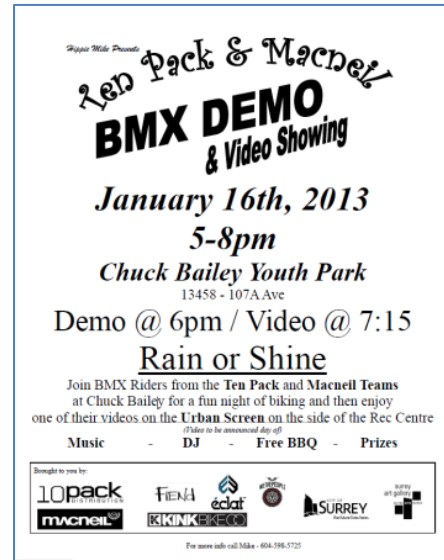 Hippie Mike Presents
Ten Pack & Macneil
BMX DEMO
& Video Showing
January 16th, 2013
5-8pm
Chuck Bailey Youth Park
13458 - 107A Ave
Demo @ 6pm / Video @ 7:15
Rain or Shine
Join BMX Riders from the Ten Pack and Macneil Teams
at Chuck Bailey for a fun night of biking and then enjoy
one of their videos on the Urban Screen on the side of the Rec Centre
(Video to be announced day of)
Music - DJ - Free BBQ - Prizes
Brought to you by:
10pack
DISTRIBUTION
FIEND
éclat
CITY OF
SURREY
surrey
art gallery
macneil
KINK BIKE CO
For more info call Mike - 604-598-5725